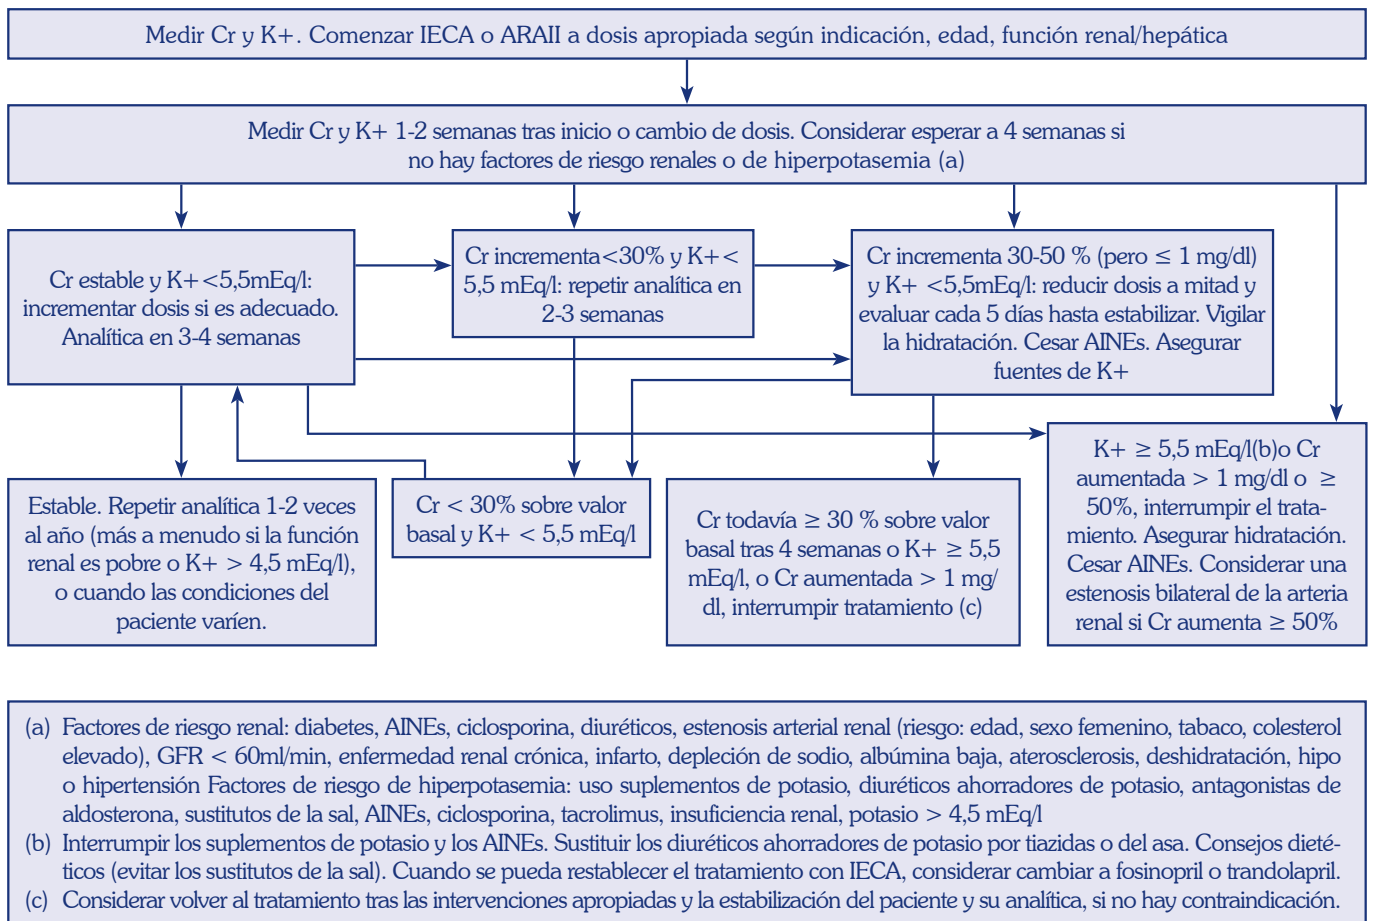 Medir Cr y K+. Comenzar IECA o ARAII a dosis apropiada según indicación, edad, función renal/hepática
Medir Cr y K+ 1-2 semanas tras inicio o cambio de dosis. Considerar esperar a 4 semanas si
no hay factores de riesgo renales o de hiperpotasemia (a)
Cr estable y K+<5,5mEq/l:
incrementar dosis si es adecuado.
Analítica en 3-4 semanas
Cr incrementa<30% y K+<
5,5 mEq/l: repetir analítica en
2-3 semanas
Cr incrementa 30-50 % (pero ≤ 1 mg/dl)
y K+ <5,5mEq/l: reducir dosis a mitad y
evaluar cada 5 días hasta estabilizar. Vigilar
la hidratación. Cesar AINEs. Asegurar
fuentes de K+
Estable. Repetir analítica 1-2 veces
al año (más a menudo si la función
renal es pobre o K+ > 4,5 mEq/l),
o cuando las condiciones del
paciente varíen.
Cr < 30% sobre valor
basal y K+ < 5,5 mEq/l
Cr todavía ≥ 30 % sobre valor
basal tras 4 semanas o K+ ≥ 5,5
mEq/l, o Cr aumentada > 1 mg/
dl, interrumpir tratamiento (c)
K+ ≥ 5,5 mEq/l(b)o Cr
aumentada > 1 mg/dl o ≥
50%, interrumpir el trata-
miento. Asegurar hidratación.
Cesar AINEs. Considerar una
estenosis bilateral de la arteria
renal si Cr aumenta ≥ 50%
(a) Factores de riesgo renal: diabetes, AINEs, ciclosporina, diuréticos, estenosis arterial renal (riesgo: edad, sexo femenino, tabaco, colesterol
elevado), GFR < 60ml/min, enfermedad renal crónica, infarto, depleción de sodio, albúmina baja, aterosclerosis, deshidratación, hipo
o hipertensión Factores de riesgo de hiperpotasemia: uso suplementos de potasio, diuréticos ahorradores de potasio, antagonistas de
aldosterona, sustitutos de la sal, AINEs, ciclosporina, tacrolimus, insuficiencia renal, potasio > 4,5 mEq/l
(b) Interrumpir los suplementos de potasio y los AINEs. Sustituir los diuréticos ahorradores de potasio por tiazidas o del asa. Consejos dieté-
ticos (evitar los sustitutos de la sal). Cuando se pueda restablecer el tratamiento con IECA, considerar cambiar a fosinopril o trandolapril.
(c) Considerar volver al tratamiento tras las intervenciones apropiadas y la estabilización del paciente y su analítica, si no hay contraindicación.